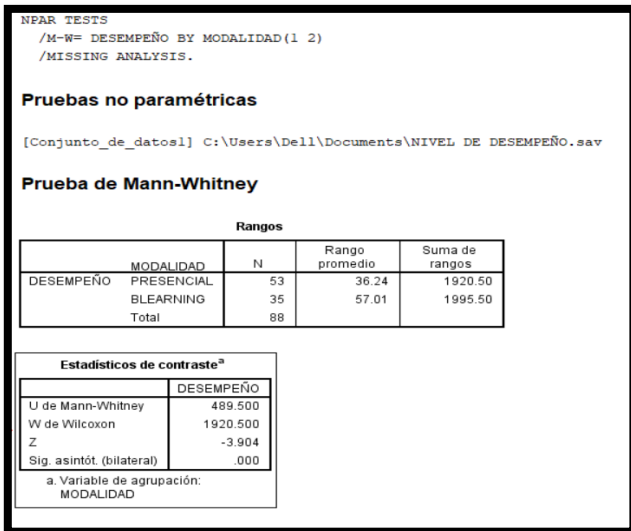 NPAR TESTS
/M-W= DESEMPEÑO BY MODALIDAD(1 2)
/MISSING ANALYSIS.
Pruebas no paramétricas
[Conjunto_de_datos1] C:\Users\Dell\Documents\NIVEL DE DESEMPEÑO.sav
Prueba de Mann-Whitney
Rangos
MODALIDAD N Rango promedio Suma de rangos
DESEMPEÑO PRESENCIAL 53 36.24 1920.50
BLEARNING 35 57.01 1995.50
Total 88
Estadísticos de contraste^a
DESEMPEÑO
U de Mann-Whitney 489.500
W de Wilcoxon 1920.500
Z -3.904
Sig. asintót. (bilateral) .000
a. Variable de agrupación:
MODALIDAD